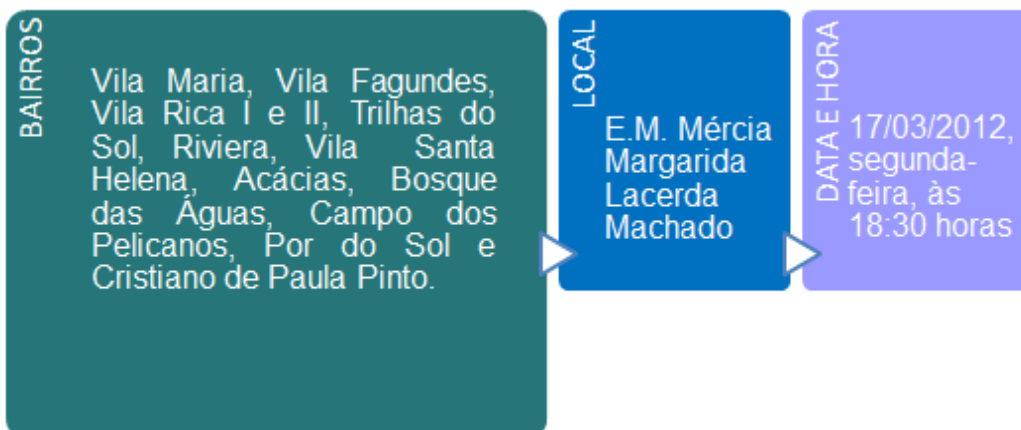 BAIRROS
Vila Maria, Vila Fagundes,
Vila Rica I e II, Trilhas do
Sol, Riviera, Vila Santa
Helena, Acácias, Bosque
das Águas, Campo dos
Pelicanos, Por do Sol e
Cristiano de Paula Pinto.
LOCAL
E.M. Mércia
Margarida
Lacerda
Machado
DATA E HORA
17/03/2012,
segunda-
feira, às
18:30 horas